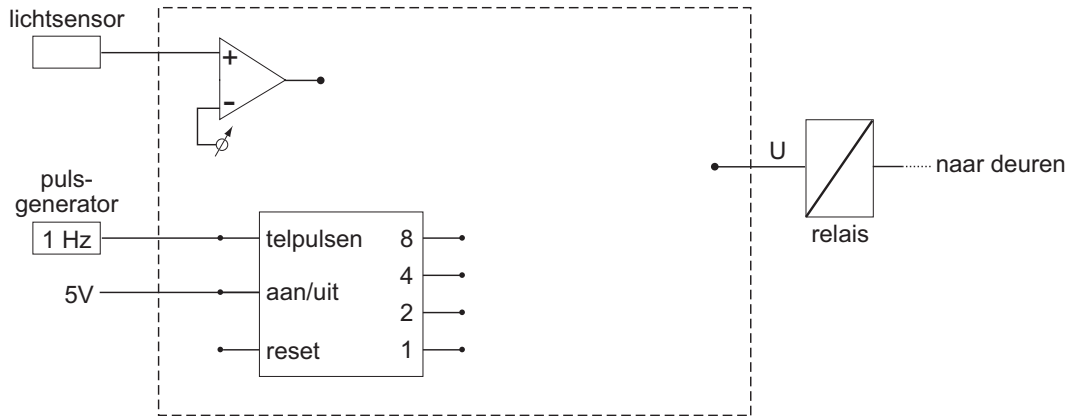 lichtsensor
+
-
U
naar deuren
relais
puls-
generator
1 Hz
5V
telpulsen
aan/uit
reset
8
4
2
1